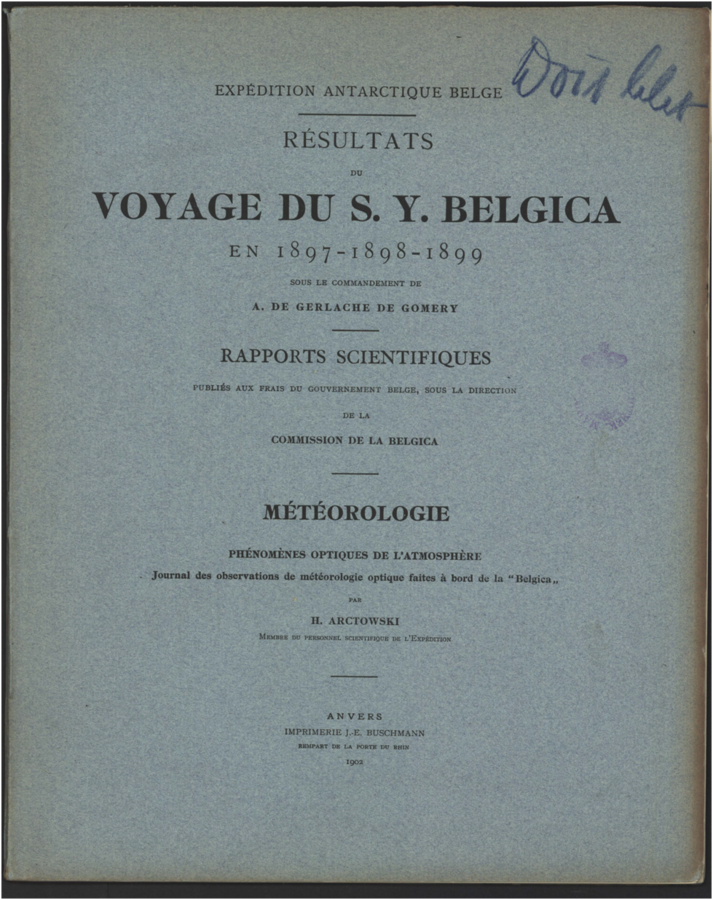 EXPÉDITION ANTARCTIQUE BELGE
RÉSULTATS
DU
VOYAGE DU S. Y. BELGICA
EN 1897-1898-1899
SOUS LE COMMANDEMENT DE
A. DE GERLACHE DE GOMERY
RAPPORTS SCIENTIFIQUES
PUBLIÉS AUX FRAIS DU GOUVERNEMENT BELGE, SOUS LA DIRECTION
DE LA
COMMISSION DE LA BELGICA
MÉTÉOROLOGIE
PHÉNOMÈNES OPTIQUES DE L'ATMOSPHÈRE
Journal des observations de météorologie optique faites à bord de la "Belgica„
PAR
H. ARCTOWSKI
MEMBRE DU PERSONNEL SCIENTIFIQUE DE L'EXPÉDITION
ANVERS
IMPRIMERIE J.-E. BUSCHMANN
REMPART DE LA PORTE DU RHIN
1902